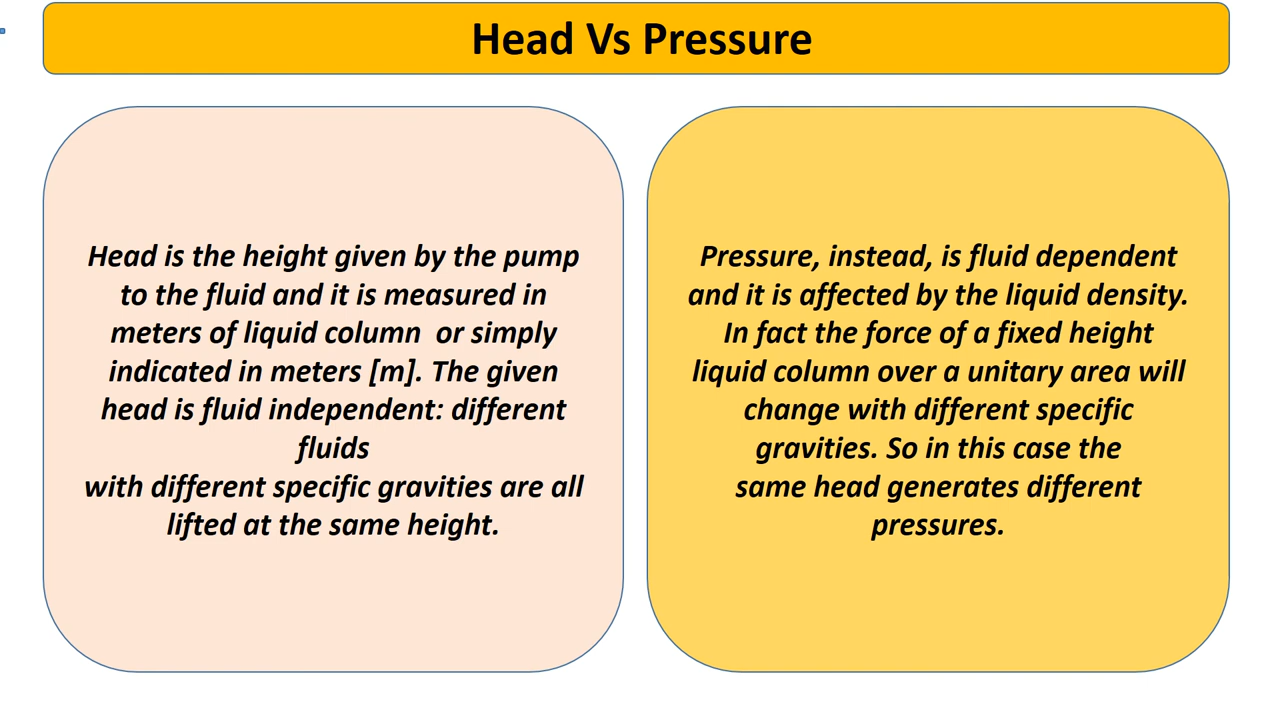 Head Vs Pressure
Head is the height given by the pump
to the fluid and it is measured in
meters of liquid column  or simply
indicated in meters [m]. The given
head is fluid independent: different
fluids
with different specific gravities are all
lifted at the same height.
Pressure, instead, is fluid dependent
and it is affected by the liquid density.
In fact the force of a fixed height
liquid column over a unitary area will
change with different specific
gravities. So in this case the
same head generates different
pressures.